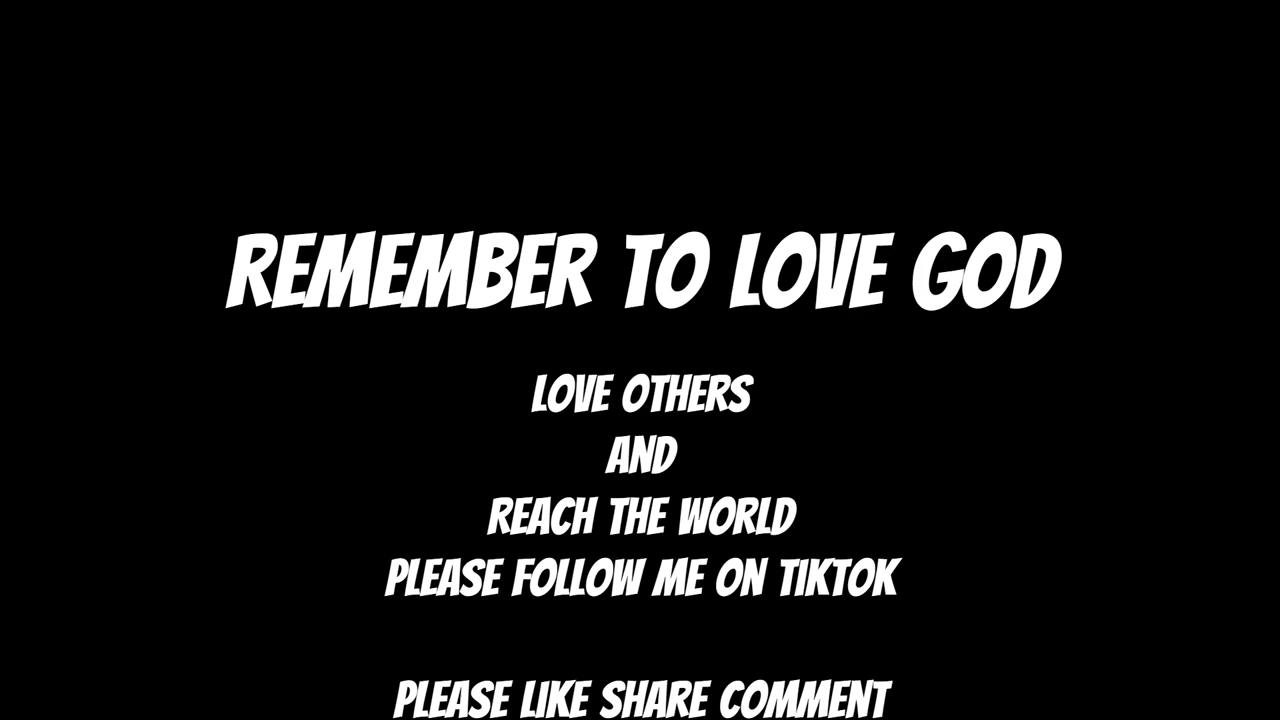 REMEMBER TO LOVE GOD
LOVE OTHERS
AND
REACH THE WORLD
PLEASE FOLLOW ME ON TIKTOK
PLEASE LIKE SHARE COMMENT